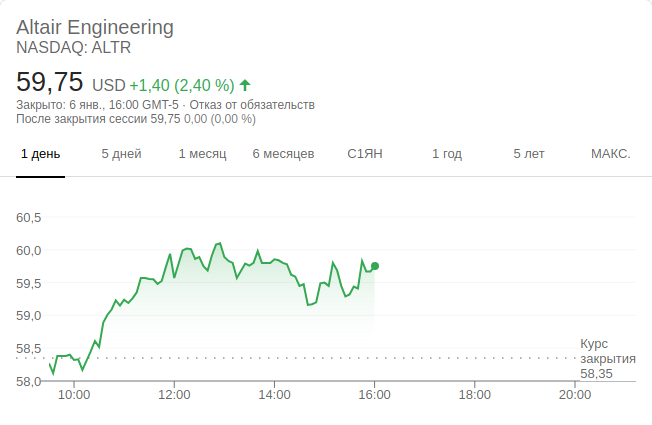 Altair Engineering
NASDAQ: ALTR
59,75 USD +1,40 (2,40 %)
Закрыто: 6 янв., 16:00 GMT-5 · Отказ от обязательств
После закрытия сессии 59,75 0,00 (0,00 %)
1 день 5 дней 1 месяц 6 месяцев С1ЯН 1 год 5 лет МАКС.
60,5
60,0
59,5
59,0
58,5
58,0
Курс
закрытия
58,35
10:00 12:00 14:00 16:00 18:00 20:00